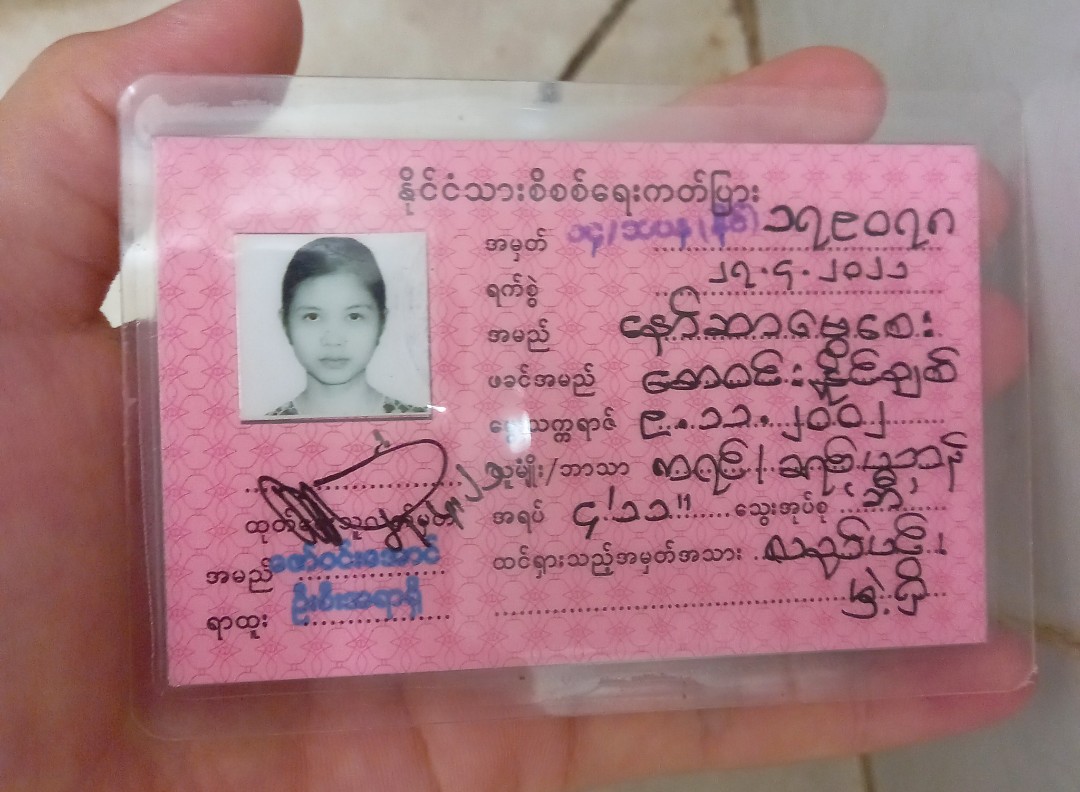 နိုင်ငံသားစိစစ်ရေးကတ်ပြား
အမှတ် ၁၄/ဘပန(နိုင်) ၁၇၉၀၇၈
ရက်စွဲ ၂၇.၄.၂၀၂၁
အမည် နော်ဆာမွှေစေး
ဖခင်အမည် စောဝင်းနိုင်ချစ်
မွေးသက္ကရာဇ် ၉.၁၁.၂၀၀၂
လူမျိုး/ဘာသာ ကရင်/ခရစ်ယာန်
အရပ် ၄'၁၁" သွေးအုပ်စု ဘီ
ထင်ရှားသည့်အမှတ်အသား လည်ပင်း
မှဲ့ရှိ
ထုတ်ပေးသူလက်မှတ်
အမည် ဇော်ဝင်းအောင်
ရာထူး ဦးစီးအရာရှိ